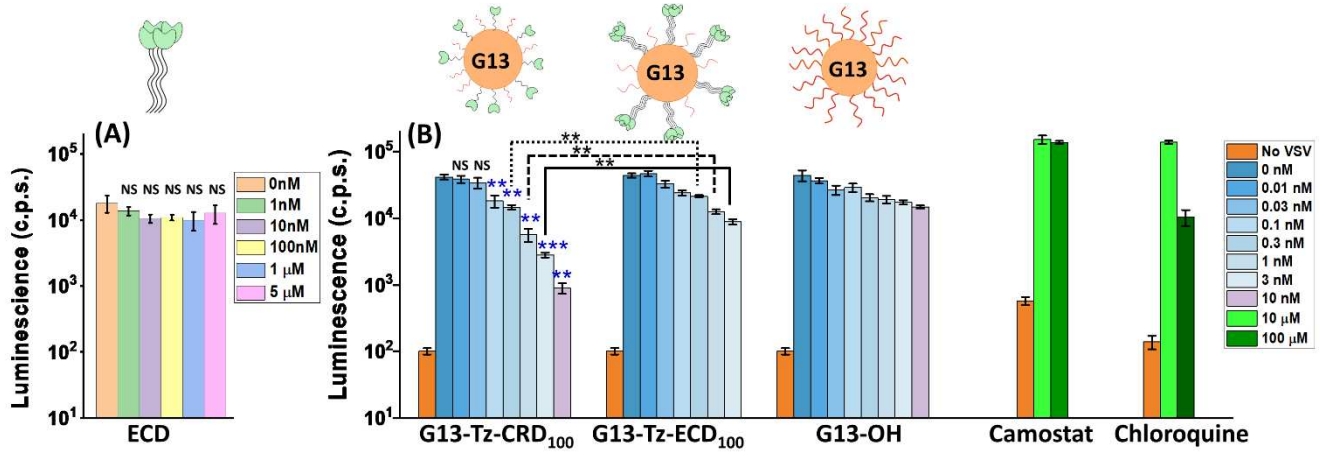 G13
G13
G13
(A)
Luminescience (c.p.s.)
10⁵
10⁴
10³
10²
10¹
NS NS NS NS NS
ECD
0nM
1nM
10nM
100nM
1 μM
5 μM
(B)
Luminescence (c.p.s.)
10⁵
10⁴
10³
10²
10¹
**
**
**
NS NS
**
**
**
***
**
G13-Tz-CRD₁₀₀
G13-Tz-ECD₁₀₀
G13-OH
Camostat
Chloroquine
No VSV
0 nM
0.01 nM
0.03 nM
0.1 nM
0.3 nM
1 nM
3 nM
10 nM
10 μM
100 μM